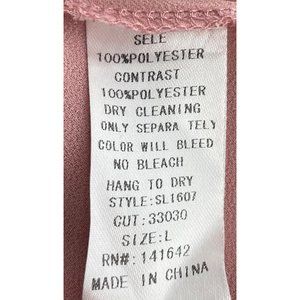 SELE
100%POLYESTER
CONTRAST
100%POLYESTER
DRY CLEANING
ONLY SEPARA TELY
COLOR WILL BLEED
NO BLEACH
HANG TO DRY
STYLE:SL1607
CUT:33030
SIZE:L
RN#:141642
MADE IN CHINA